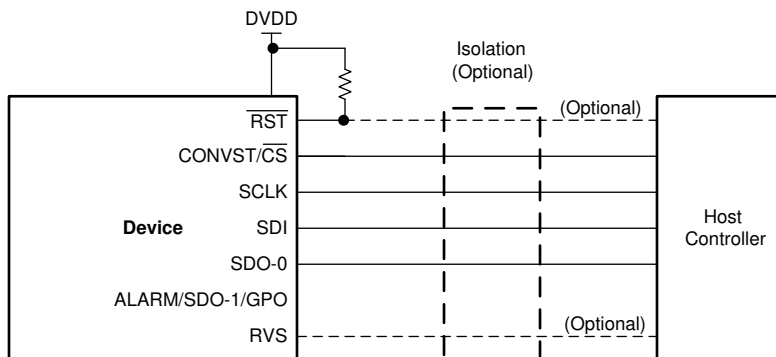 DVDD
Isolation
(Optional)
RST
(Optional)
CONVST/CS
SCLK
Device
SDI
Host
Controller
SDO-0
ALARM/SDO-1/GPO
RVS
(Optional)